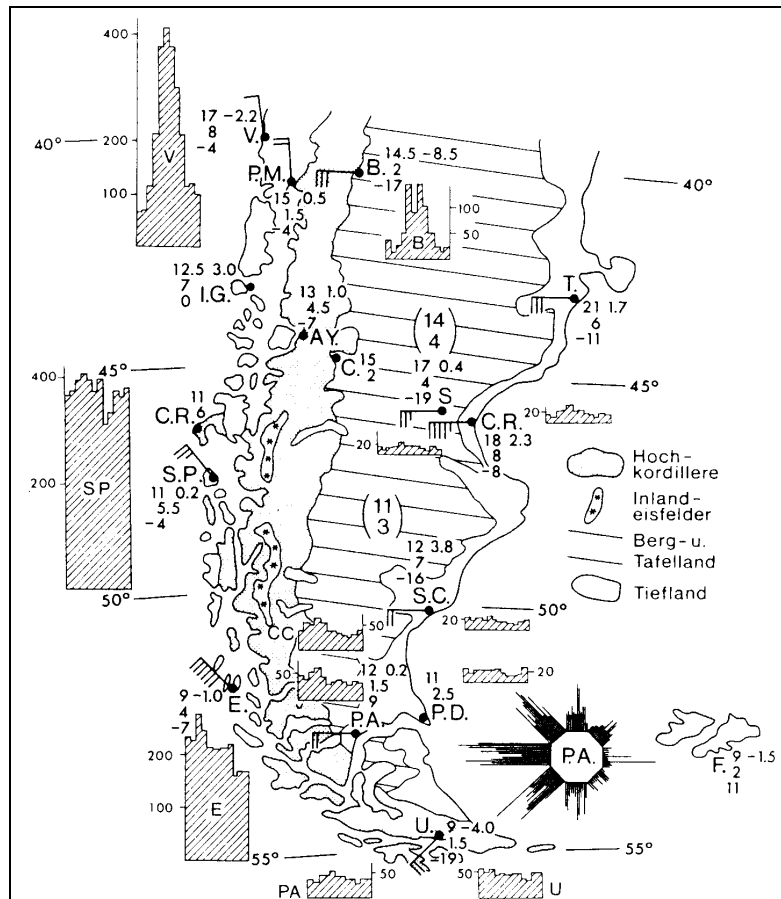 400
200
100
V
17 -2.2
8
-4
V.
40°
P.M.
15 0.5
1.5
-4
14.5 -8.5
B. 2
-17
100
50
B
40°
12.5 3.0
7
0
I.G.
13 1.0
4.5
-7
AY.
T.
21 1.7
6
-11
(14
4)
45°
C. 15
2
17 0.4
4
-19
S
45°
400
200
SP
11
C.R. 6
20
20
C.R.
18 2.3
8
-8
S.P.
11 0.2
5.5
-4
Hoch-
kordillere
Inland-
eisfelder
Berg- u.
Tafelland
Tiefland
(11
3)
12 3.8
7
-16
S.C.
50°
50°
CC
50
20
50
12 0.2
1.5
9
11
2.5
P.D.
20
E.
9 -1.0
4
-7
P.A.
P.A.
F. 9 -1.5
2
11
200
100
E
U. 9 -4.0
1.5
-19
55°
55°
PA
50
50
U